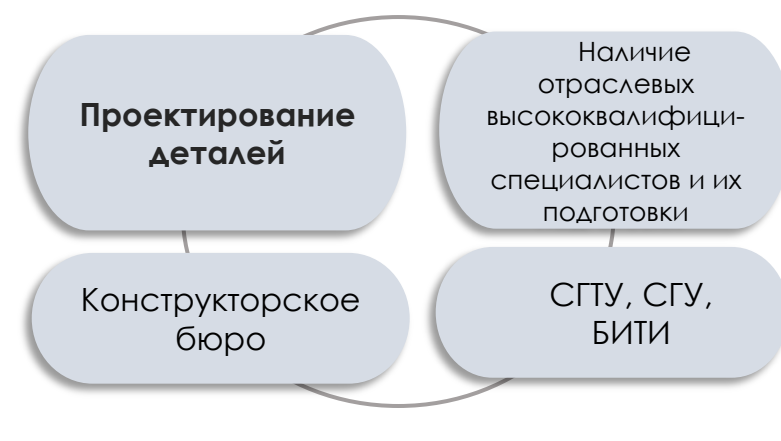 Проектирование
деталей
Наличие
отраслевых
высококвалифици-
рованных
специалистов и их
подготовки
Конструкторское
бюро
СГТУ, СГУ,
БИТИ